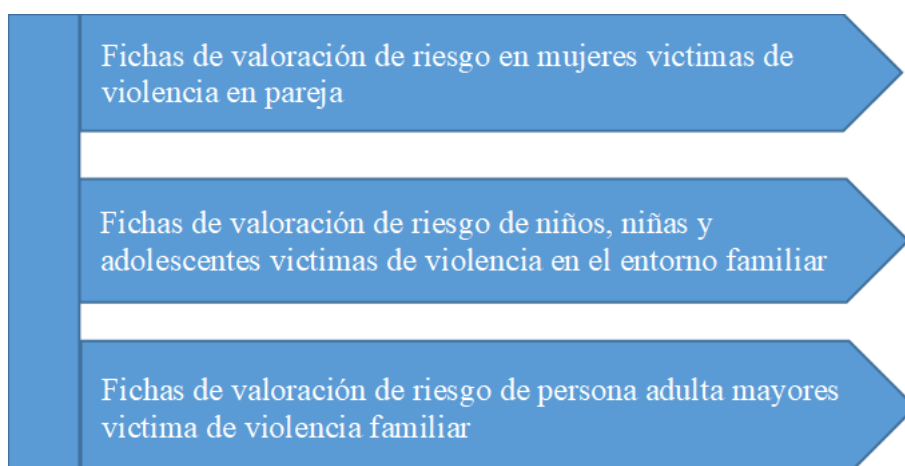 Fichas de valoración de riesgo en mujeres victimas de
violencia en pareja
Fichas de valoración de riesgo de niños, niñas y
adolescentes victimas de violencia en el entorno familiar
Fichas de valoración de riesgo de persona adulta mayores
victima de violencia familiar